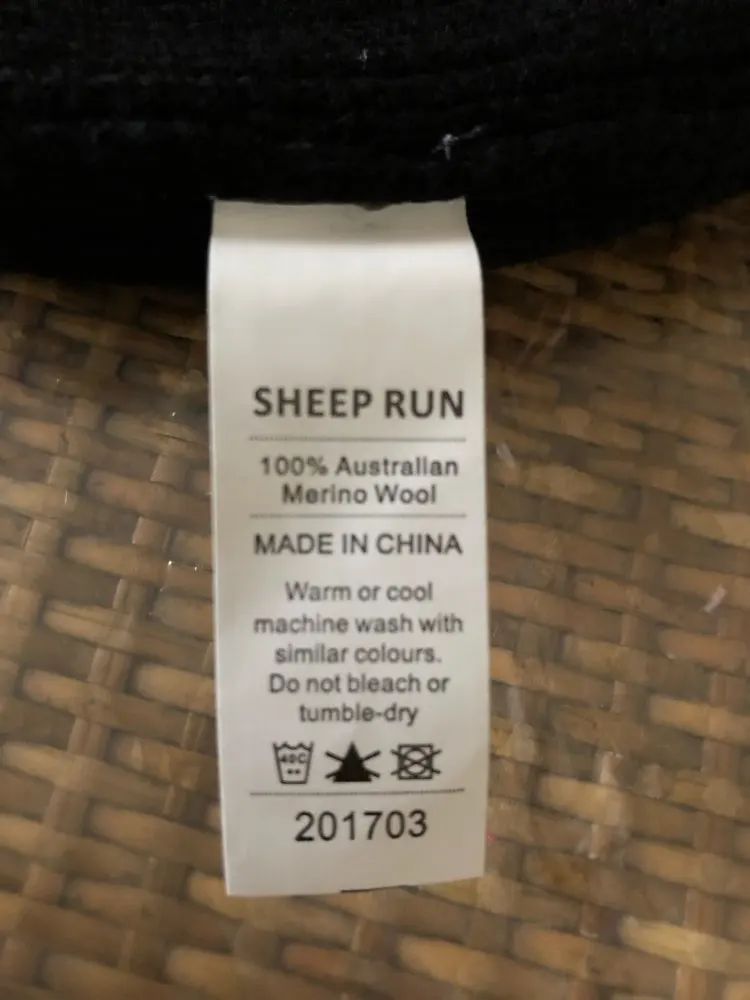 SHEEP RUN
100% Australian
Merino Wool
MADE IN CHINA
Warm or cool
machine wash with
similar colours.
Do not bleach or
tumble-dry
40C
201703